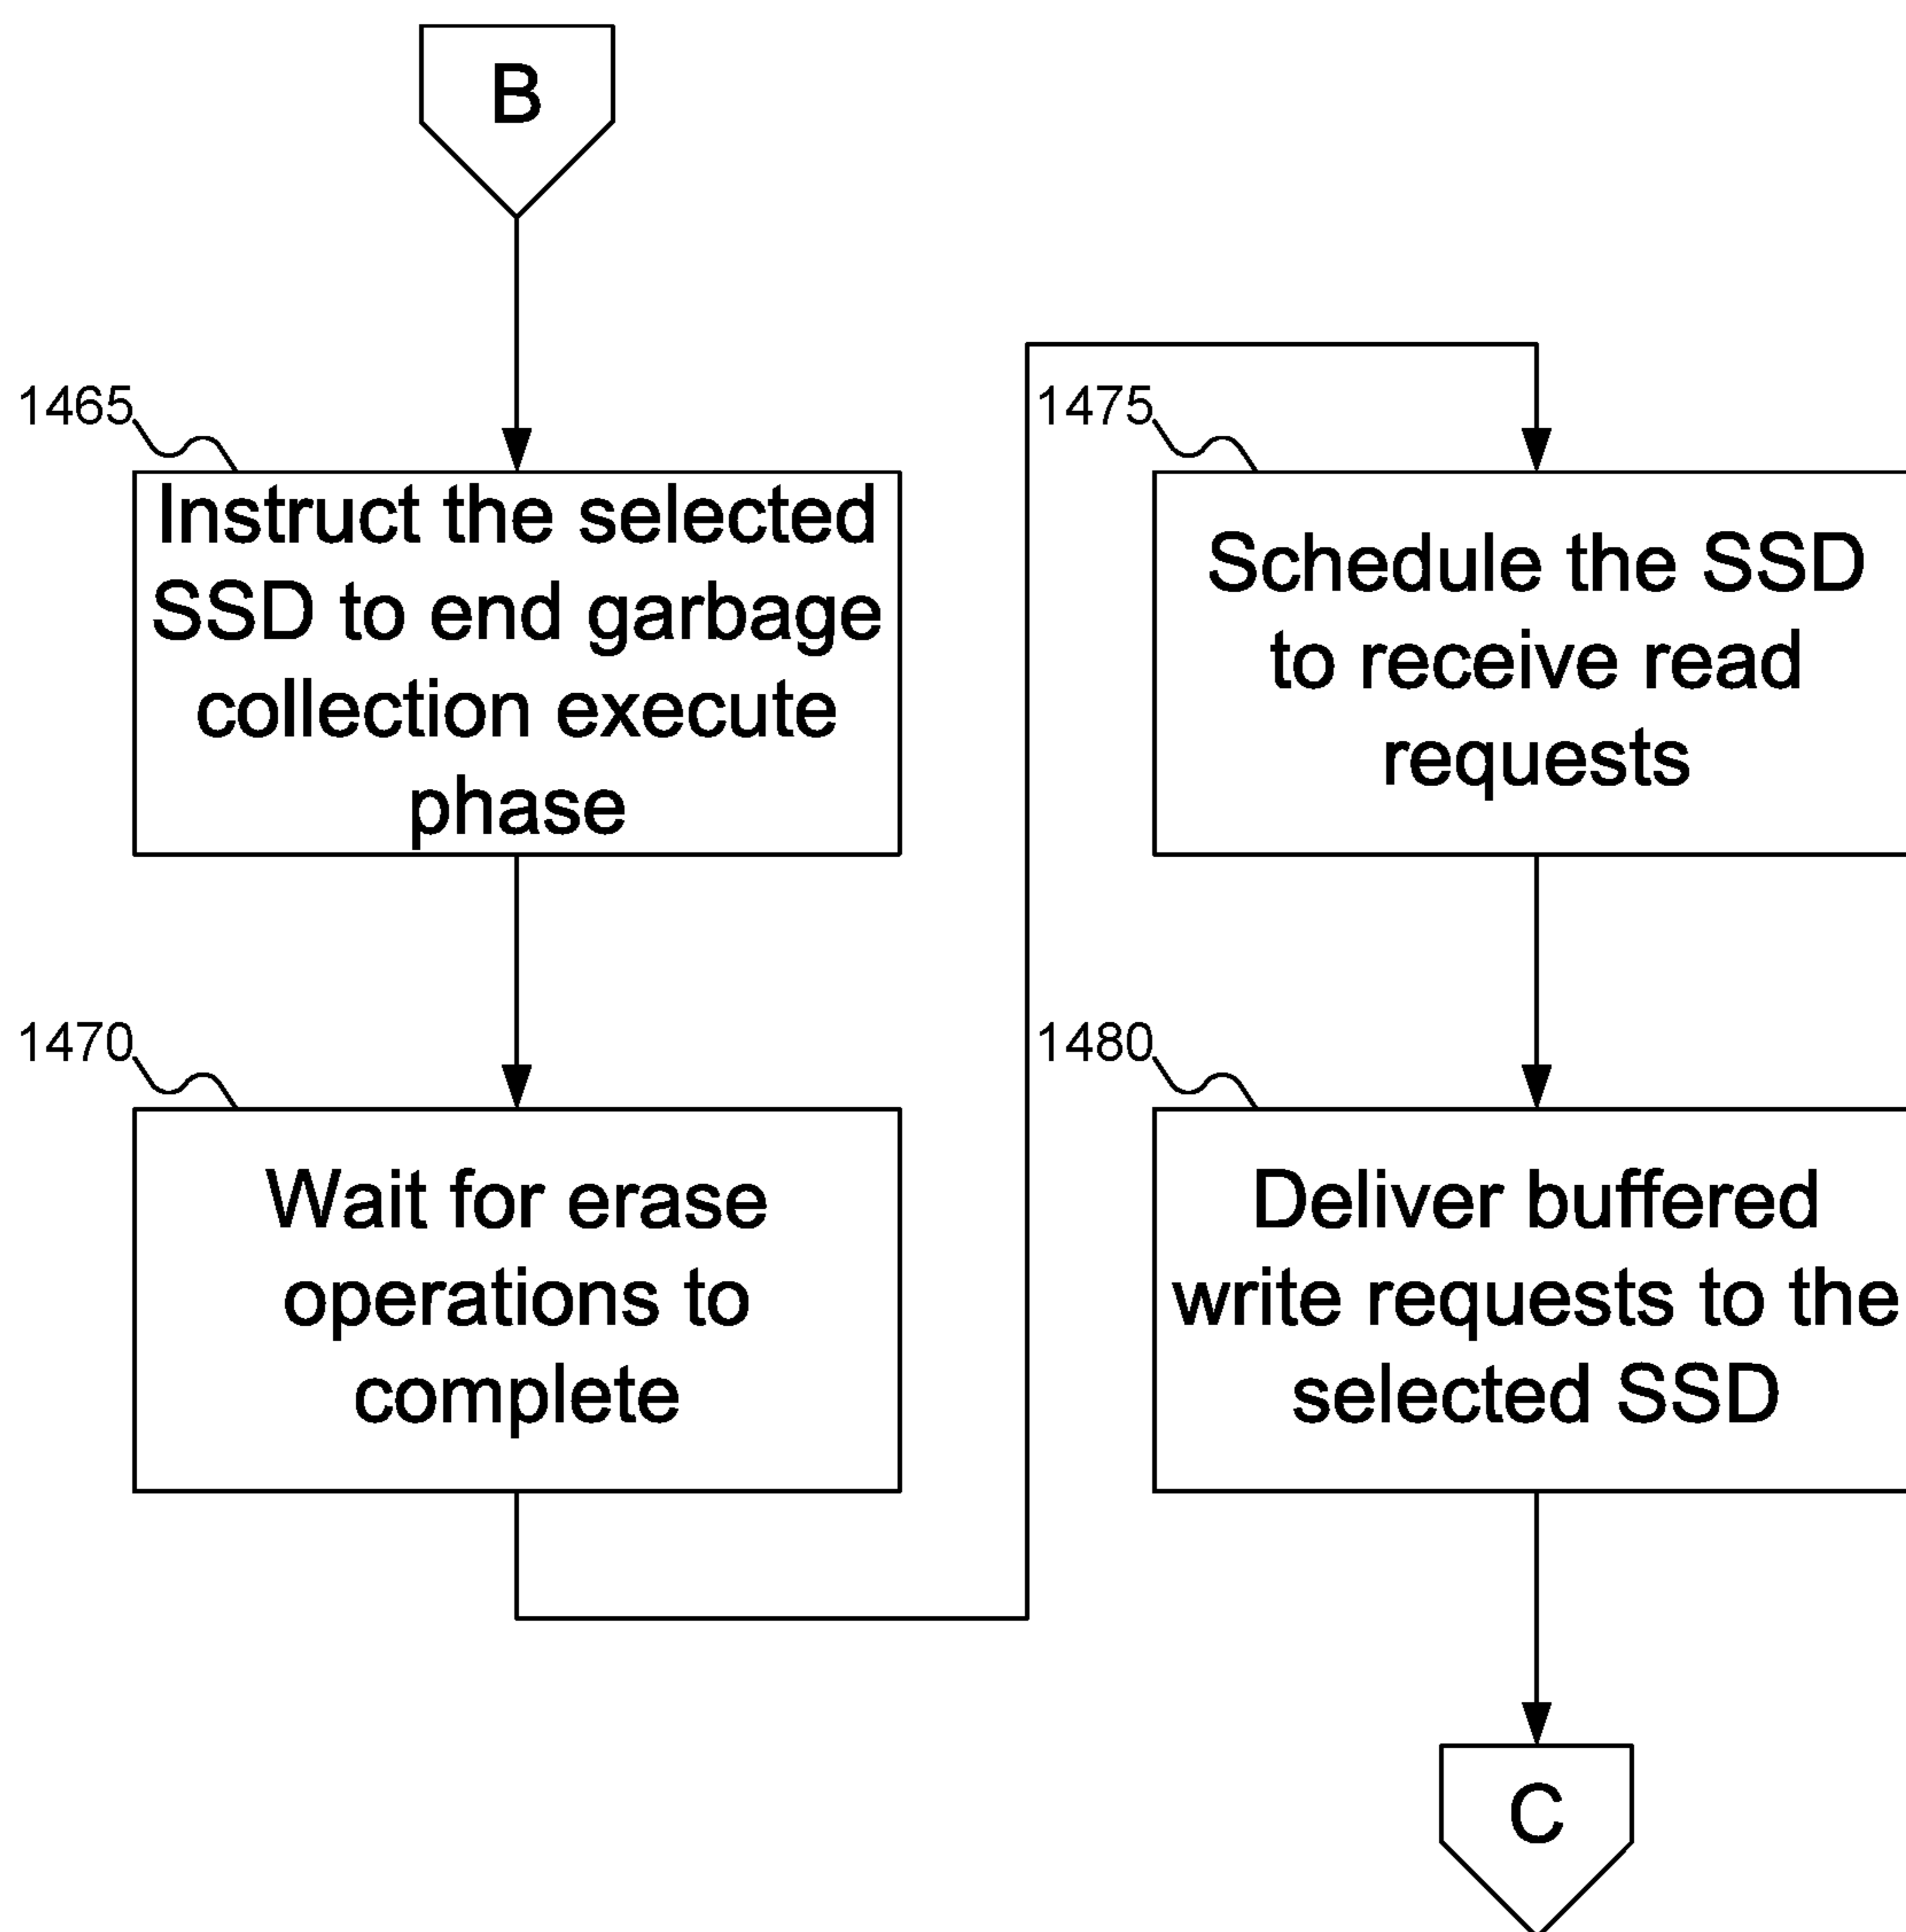 B
1465
Instruct the selected
SSD to end garbage
collection execute
phase
1470
Wait for erase
operations to
complete
1475
Schedule the SSD
to receive read
requests
1480
Deliver buffered
write requests to the
selected SSD
C